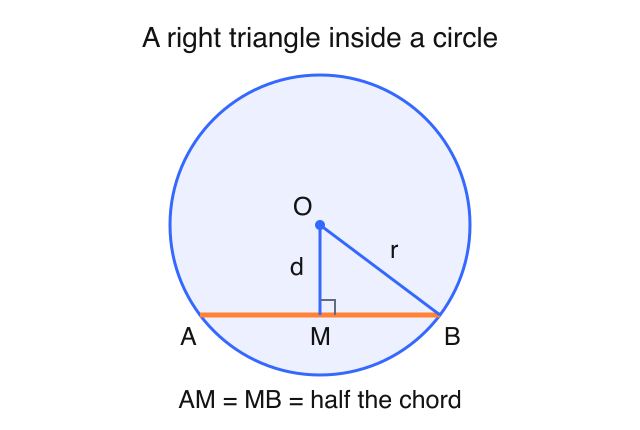 A right triangle inside a circle
O
r
d
A
M
B
AM = MB = half the chord